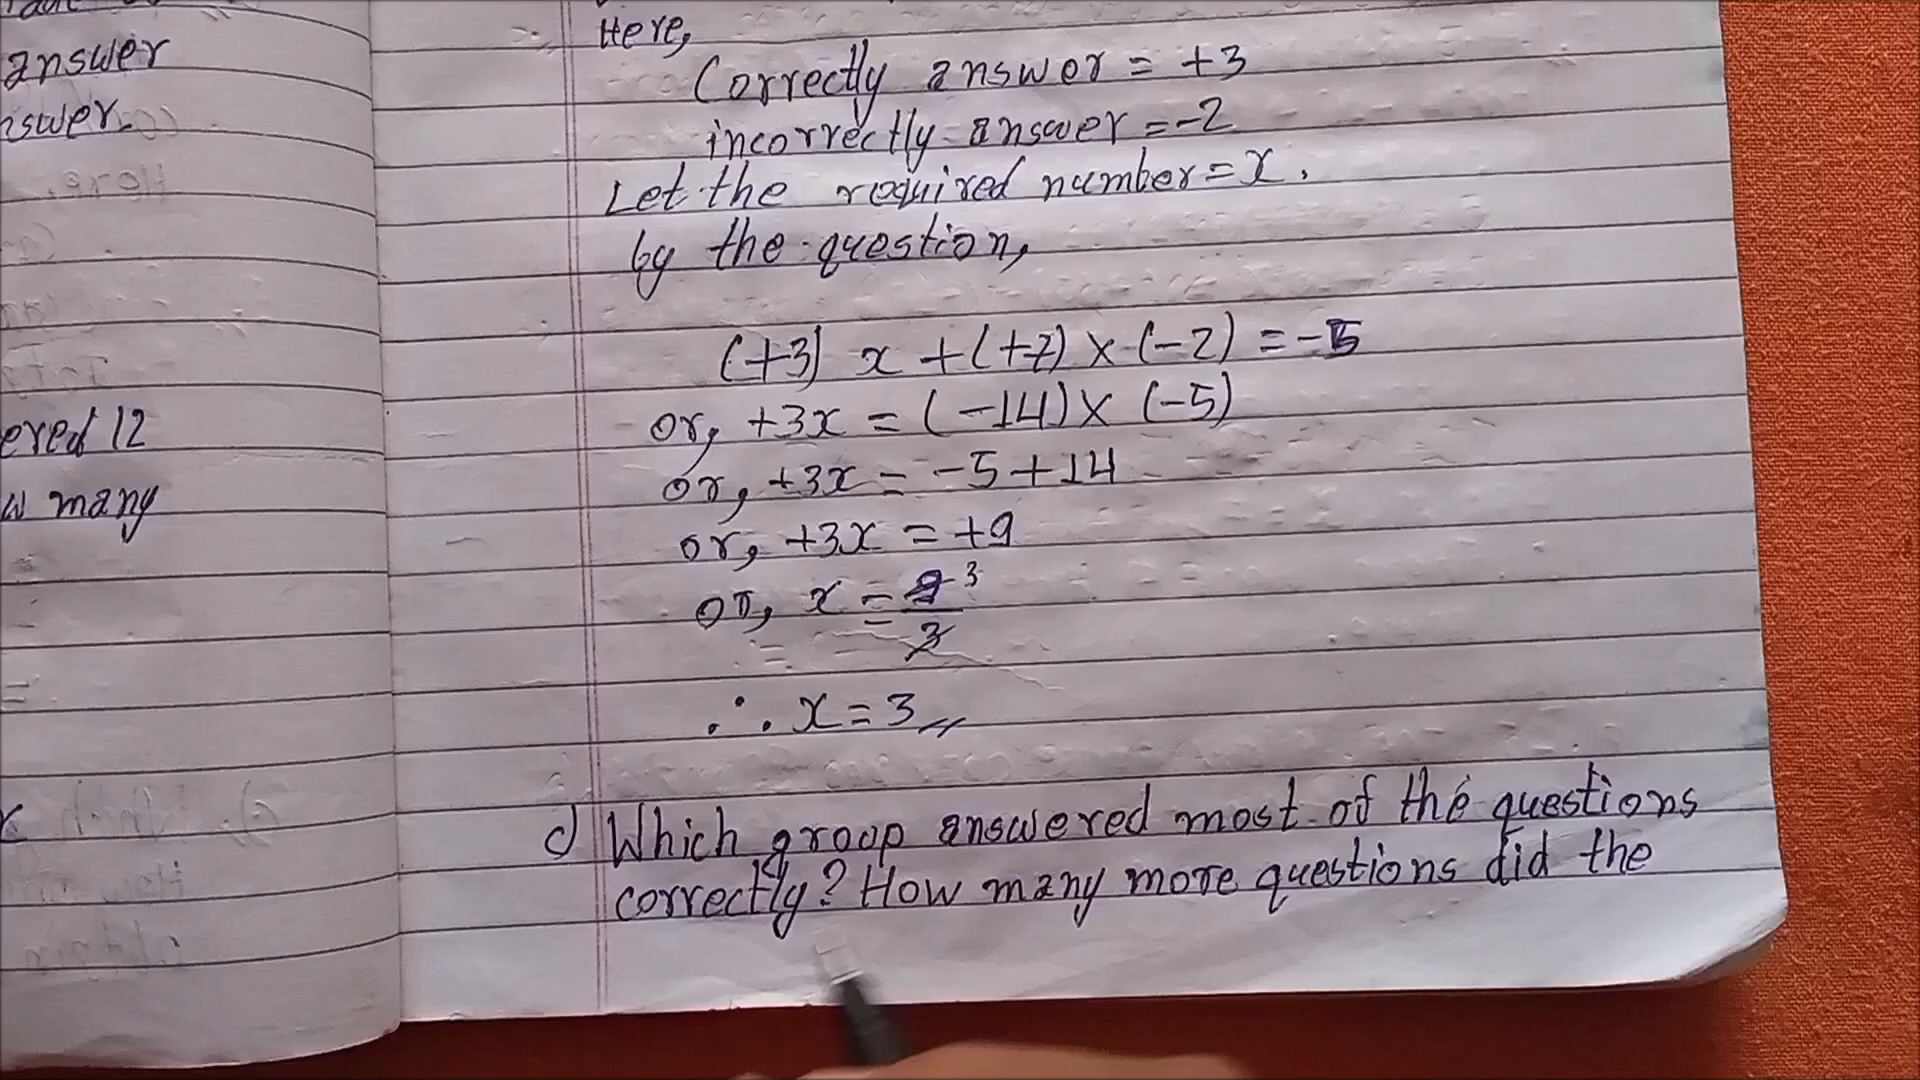 answer
nswer.
ered 12
w many
Here,
Correctly answer = +3
incorrectly answer = -2
Let the required number = x.
by the question,
(+3) x + (+7) × (-2) = -5
or, +3x = (-14) × (-5)
or, +3x = -5 + 14
or, +3x = +9
or, x = 9 3
3
∴ x = 3
c) Which group answered most of the questions
correctly? How many more questions did the